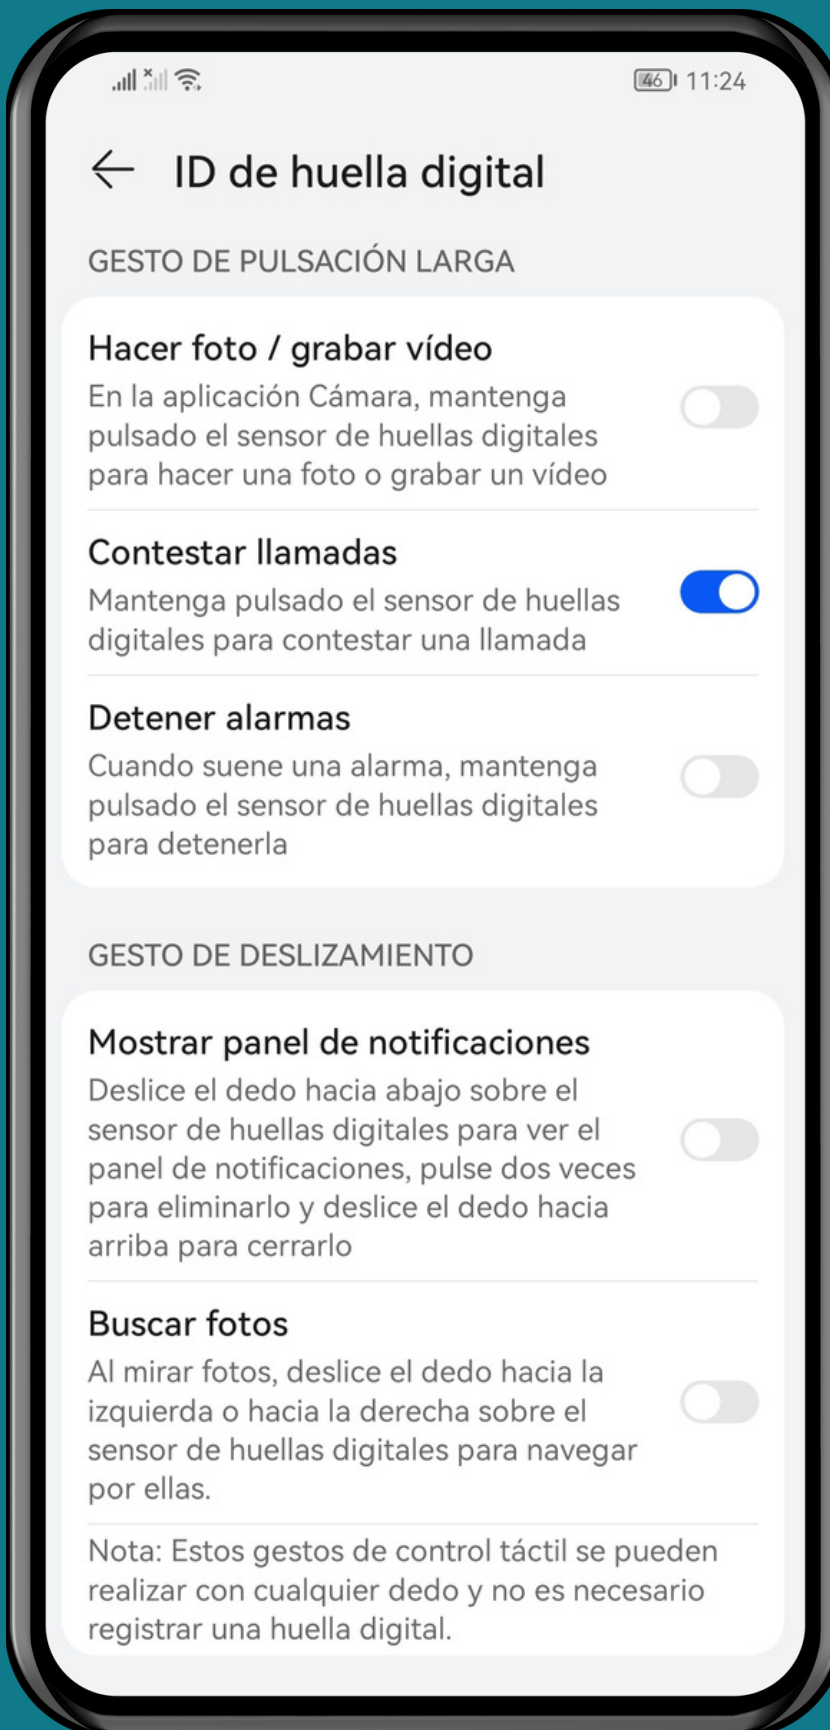 46 11:24
ID de huella digital
GESTO DE PULSACIÓN LARGA
Hacer foto / grabar vídeo
En la aplicación Cámara, mantenga
pulsado el sensor de huellas digitales
para hacer una foto o grabar un vídeo
Contestar llamadas
Mantenga pulsado el sensor de huellas
digitales para contestar una llamada
Detener alarmas
Cuando suene una alarma, mantenga
pulsado el sensor de huellas digitales
para detenerla
GESTO DE DESLIZAMIENTO
Mostrar panel de notificaciones
Deslice el dedo hacia abajo sobre el
sensor de huellas digitales para ver el
panel de notificaciones, pulse dos veces
para eliminarlo y deslice el dedo hacia
arriba para cerrarlo
Buscar fotos
Al mirar fotos, deslice el dedo hacia la
izquierda o hacia la derecha sobre el
sensor de huellas digitales para navegar
por ellas.
Nota: Estos gestos de control táctil se pueden
realizar con cualquier dedo y no es necesario
registrar una huella digital.